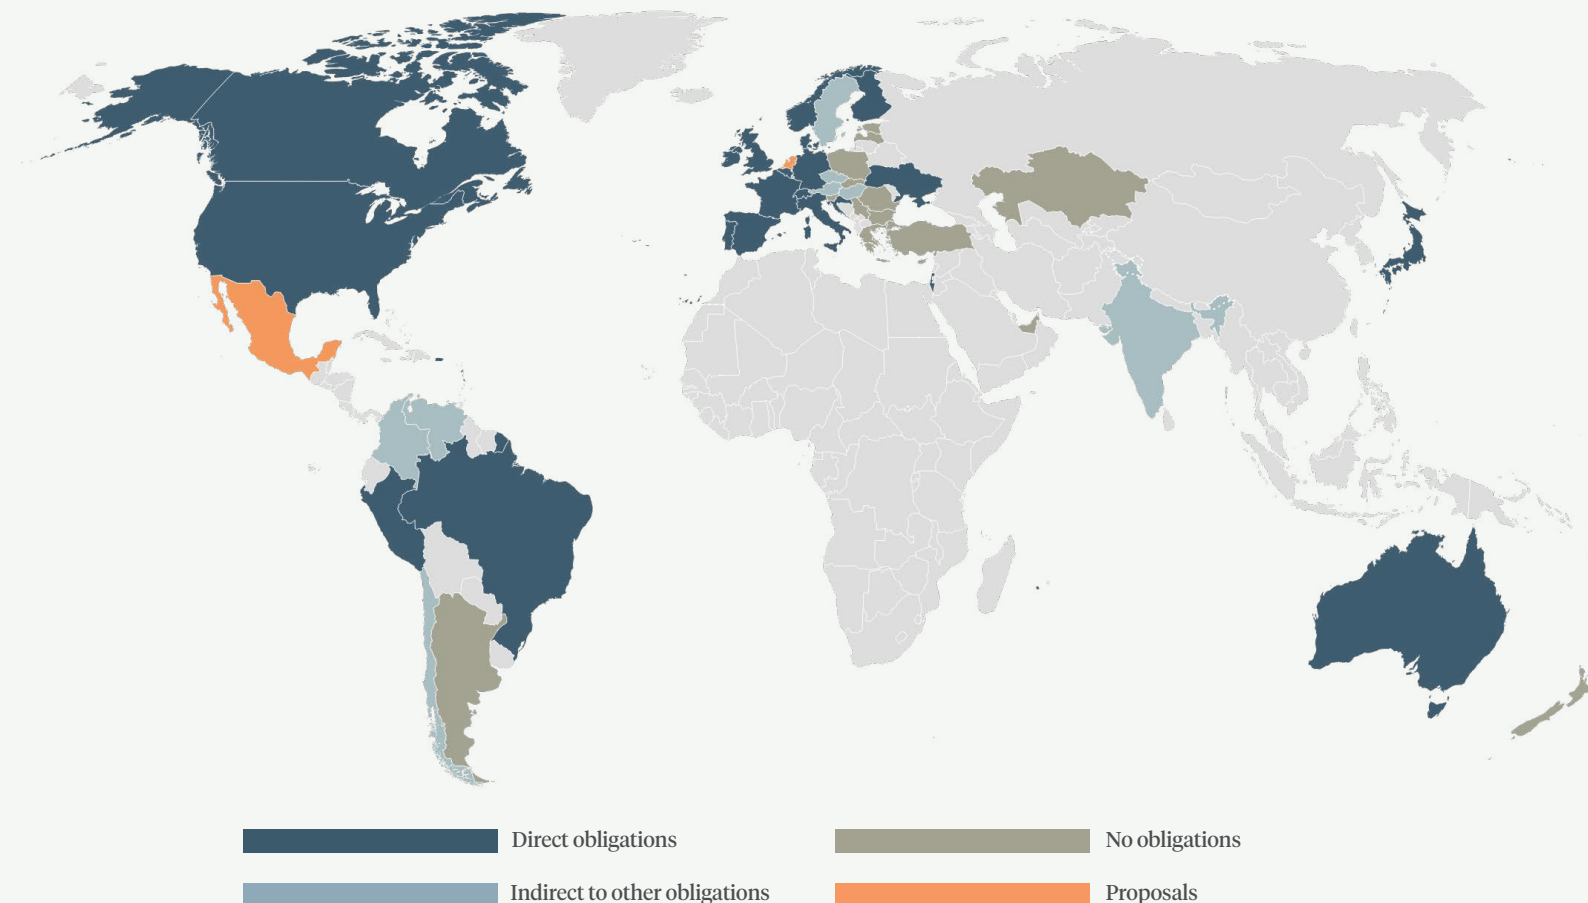 Direct obligations
No obligations
Indirect to other obligations
Proposals